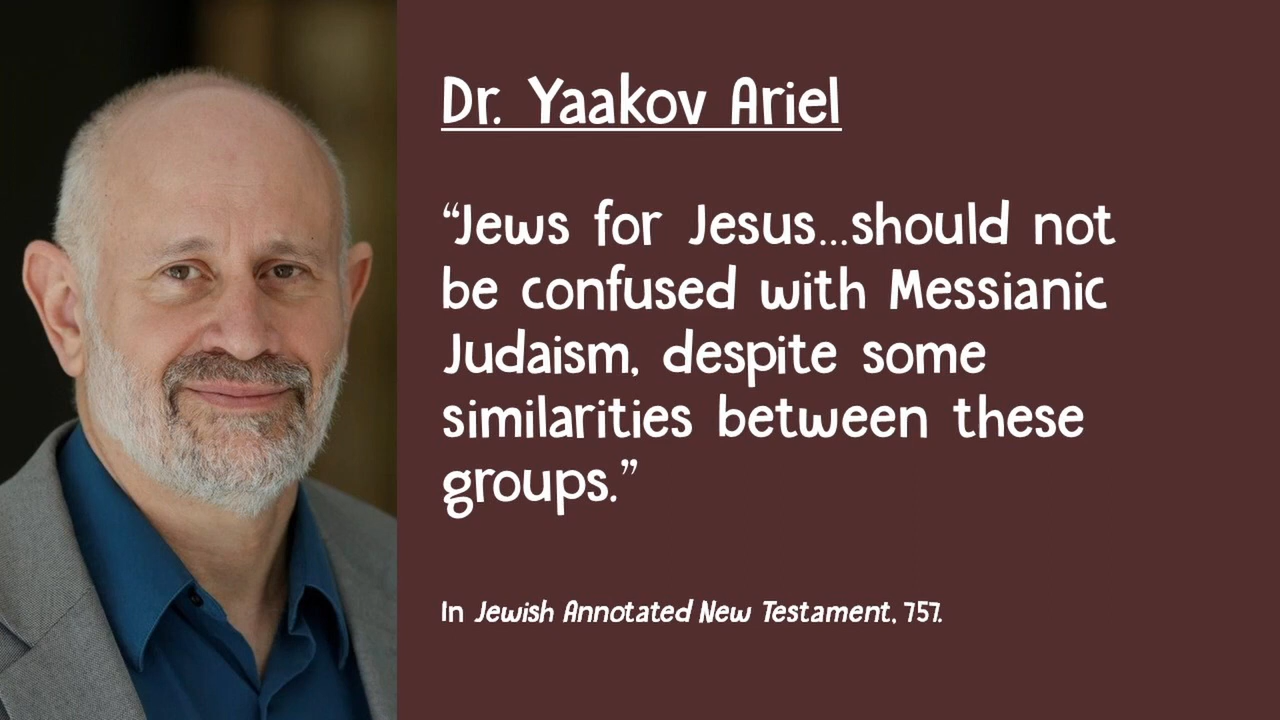 Dr. Yaakov Ariel
“Jews for Jesus...should not
be confused with Messianic
Judaism, despite some
similarities between these
groups.”
In Jewish Annotated New Testament, 757.